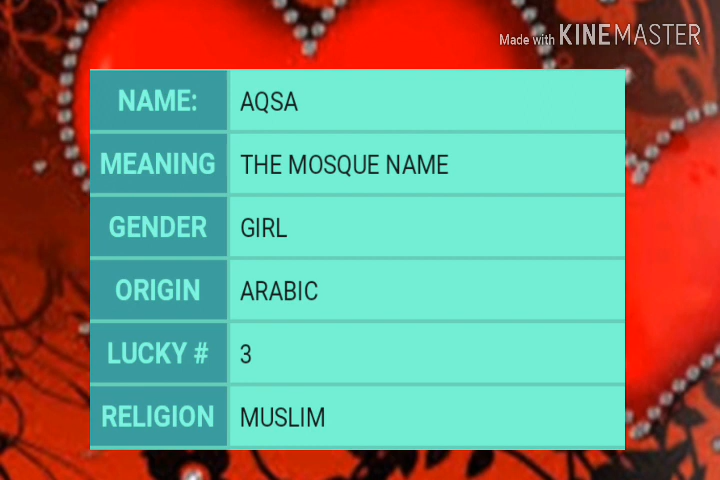 Made with KINEMASTER
NAME: AQSA
MEANING THE MOSQUE NAME
GENDER GIRL
ORIGIN ARABIC
LUCKY # 3
RELIGION MUSLIM